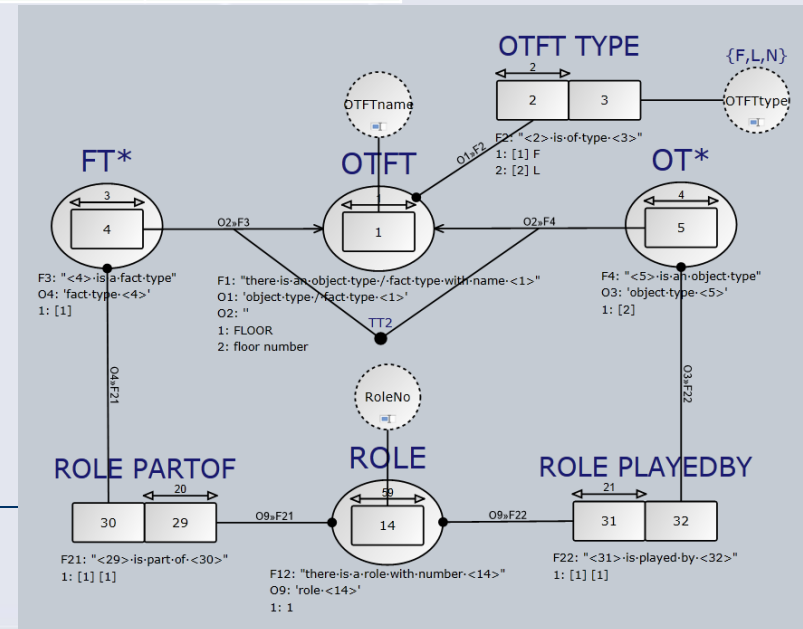 OTFT TYPE
{F,L,N}
2
OTFTname
2
3
OTFTtype
F2: "<2>·is·of·type·<3>"
1: [1] F
2: [2] L
O1»F2
FT*
OTFT
OT*
3
1
4
4
O2»F3
1
O2»F4
5
F3: "<4>·is·a·fact·type"
O4: 'fact·type·<4>'
1: [1]
F1: "there·is·an·object·type·/·fact·type·with·name·<1>"
O1: 'object·type·/·fact·type·<1>'
O2: ''
1: FLOOR
2: floor number
F4: "<5>·is·an·object·type"
O3: 'object·type·<5>'
1: [2]
TT2
O4»F21
O3»F22
RoleNo
ROLE PARTOF
ROLE
ROLE PLAYEDBY
20
59
21
30
29
O9»F21
14
O9»F22
31
32
F21: "<29>·is·part·of·<30>"
1: [1] [1]
F12: "there·is·a·role·with·number·<14>"
O9: 'role·<14>'
1: 1
F22: "<31>·is·played·by·<32>"
1: [1] [1]